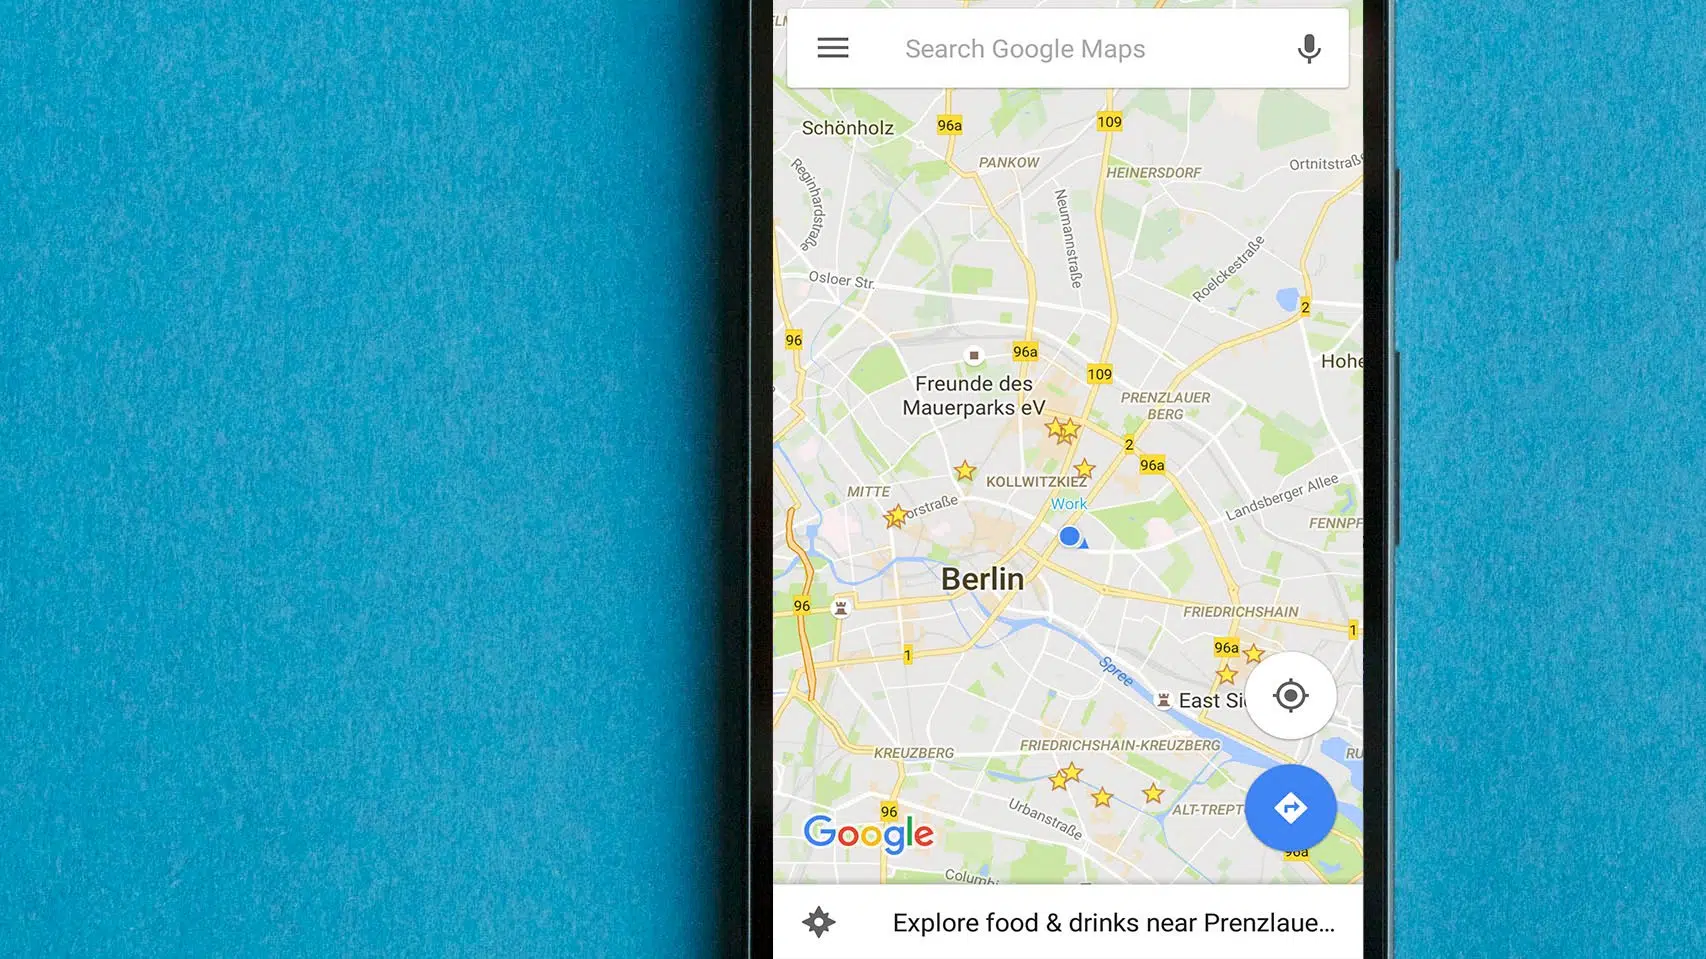 Search Google Maps
Schönholz
96a
109
PANKOW
HEINERSDORF
Ortnitstraße
Reginhardstraße
Neumannstraße
Roelckestraße
Osloer Str.
2
96
96a
Freunde des
Mauerparks eV
109
Hohe
PRENZLAUER
BERG
2
96a
KOLLWITZKIEZ
MITTE
orstraße
Work
Landsberger Allee
FENNPF
Berlin
96
FRIEDRICHSHAIN
1
96a
1
Spree
East Si
KREUZBERG
FRIEDRICHSHAIN-KREUZBERG
RU
96
Urbanstraße
ALT-TREPT
Google
96a
Columbi
Explore food & drinks near Prenzlaue...